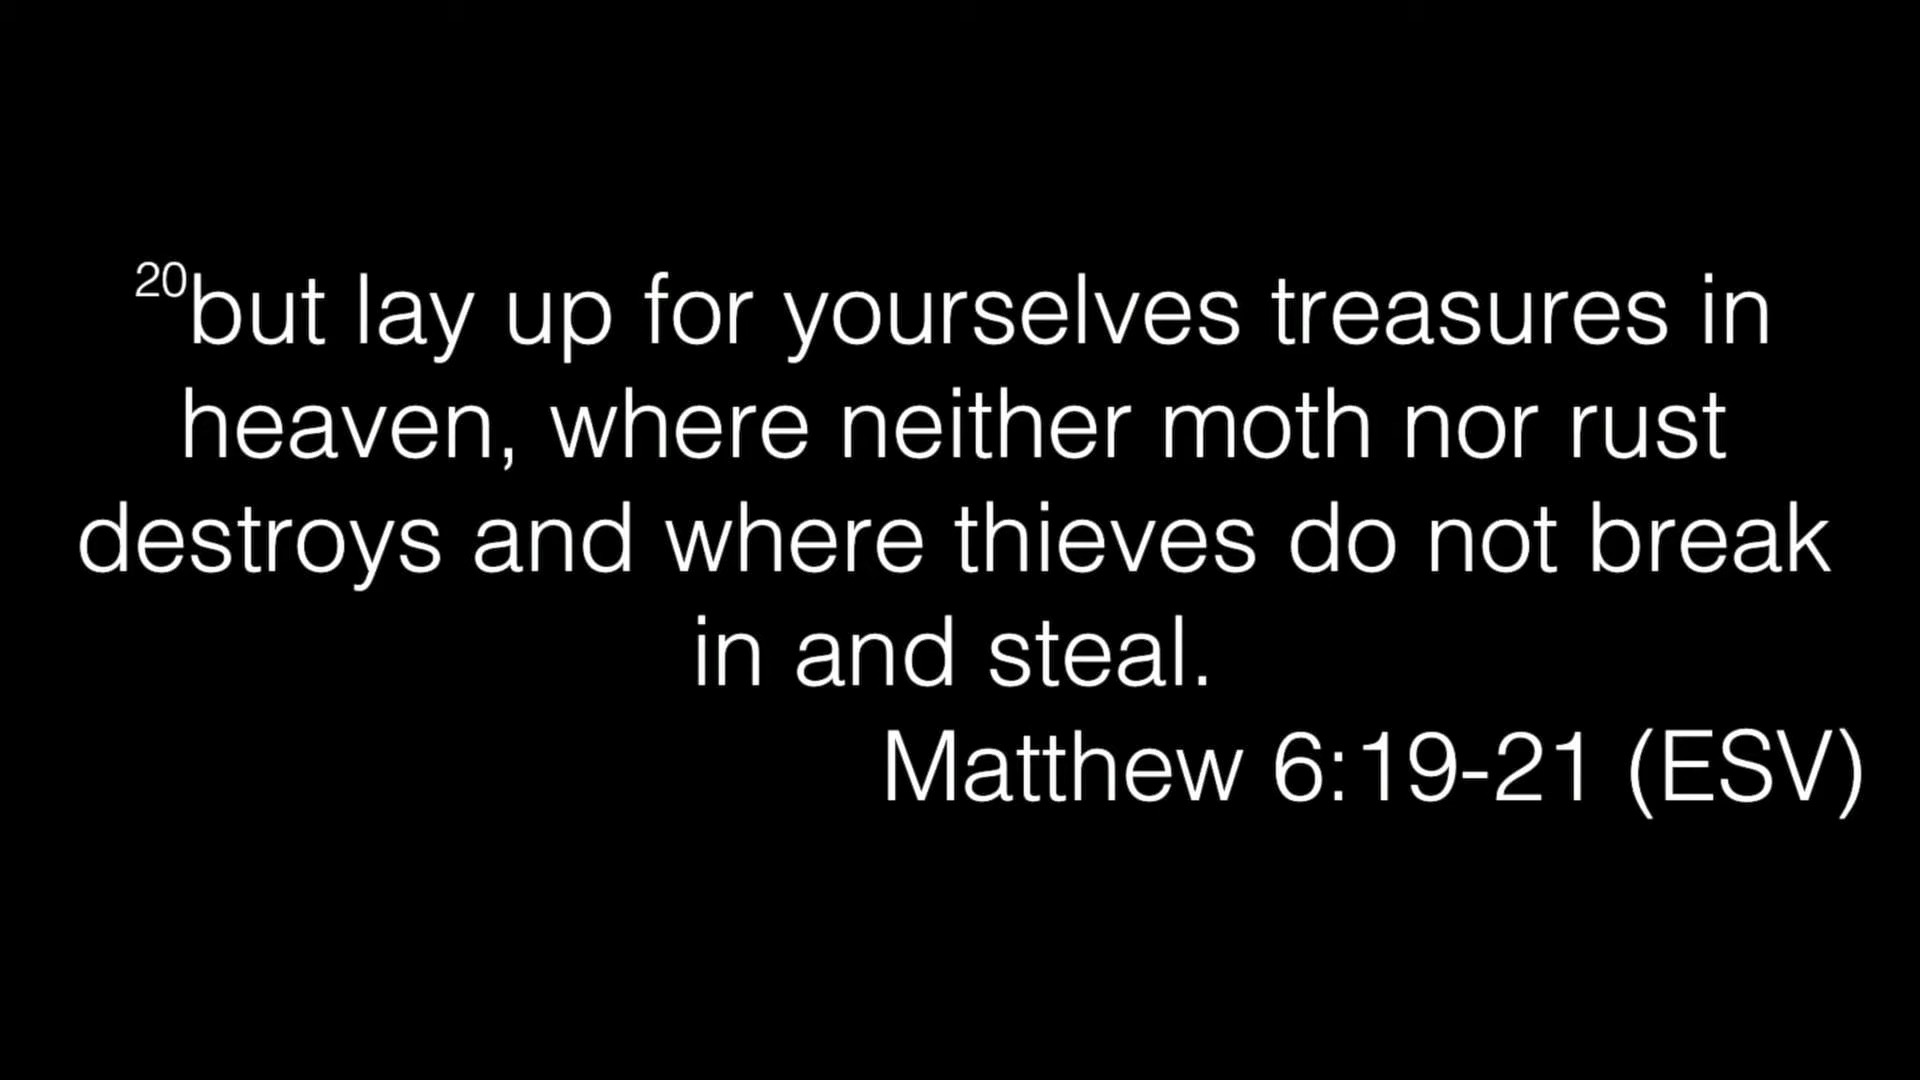 20but lay up for yourselves treasures in
heaven, where neither moth nor rust
destroys and where thieves do not break
in and steal.
Matthew 6:19-21 (ESV)